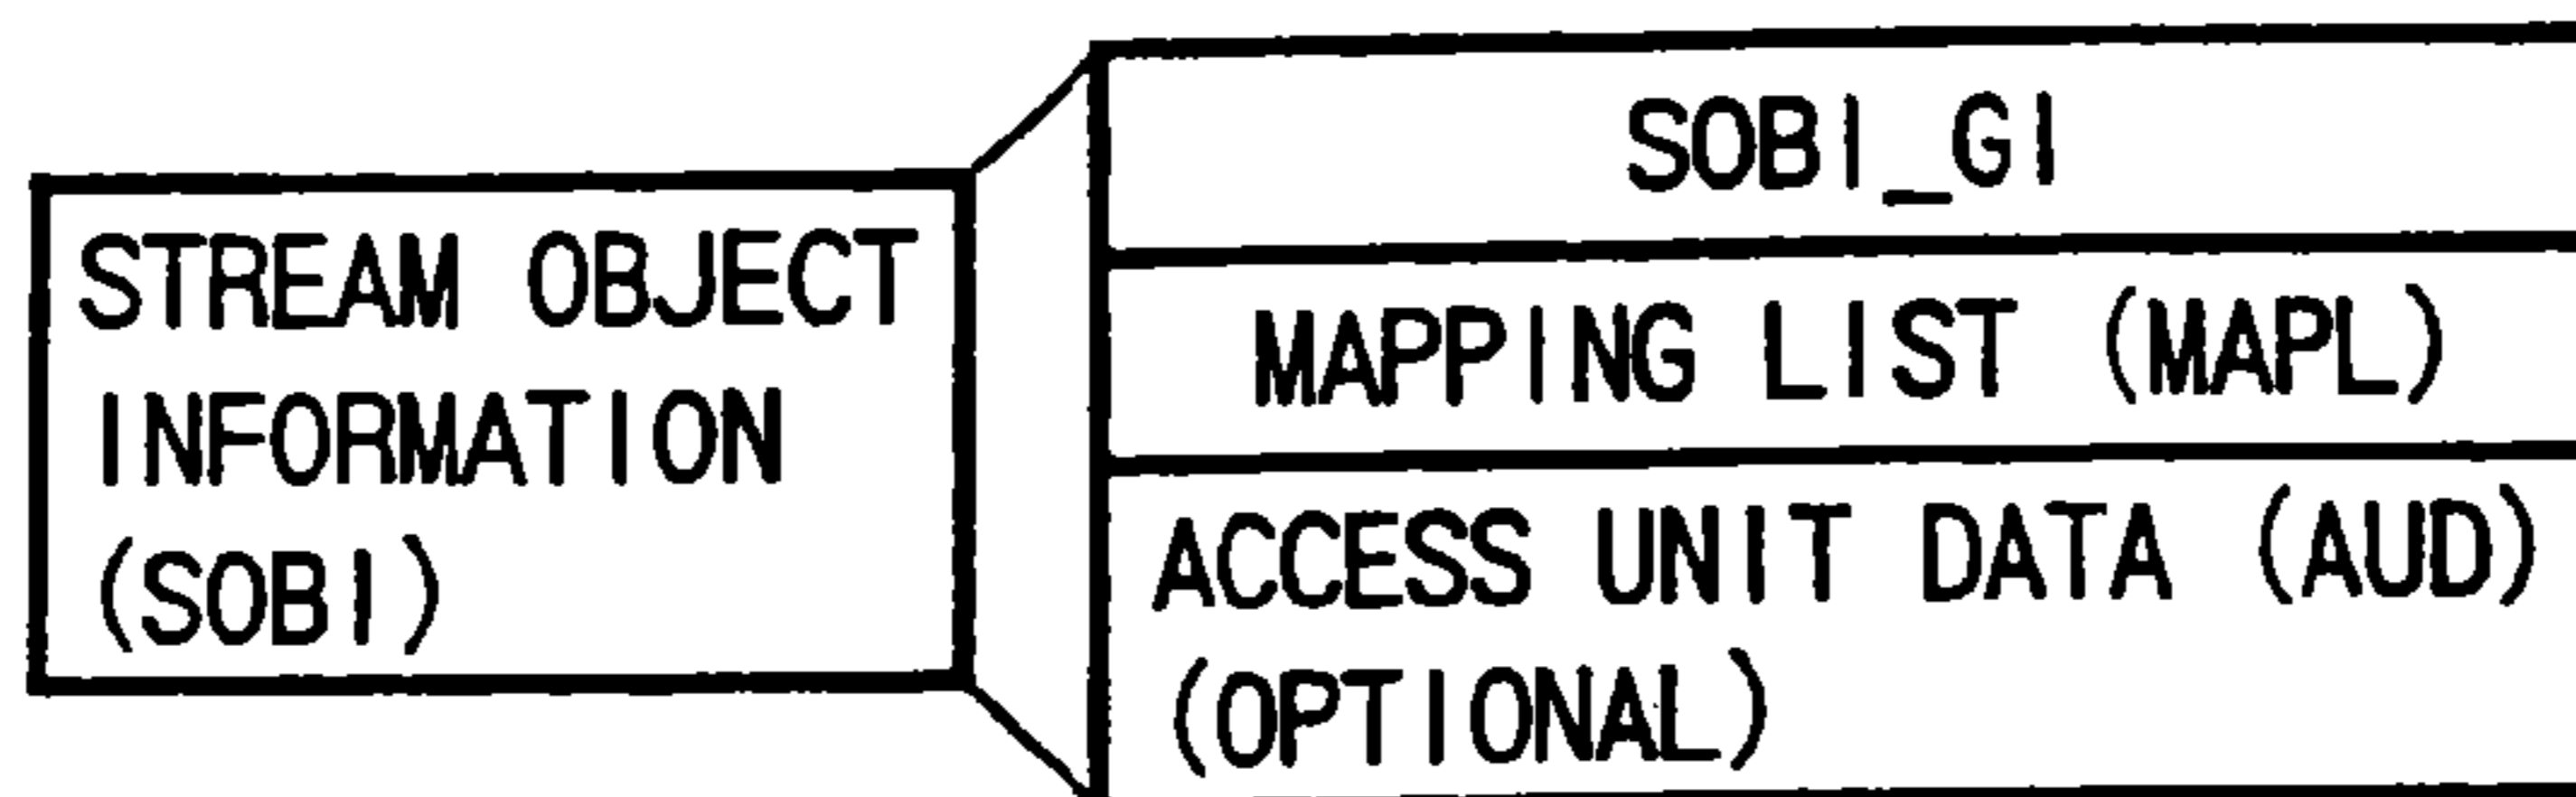 STREAM OBJECT
INFORMATION
(SOBI)
SOBI_GI
MAPPING LIST (MAPL)
ACCESS UNIT DATA (AUD)
(OPTIONAL)